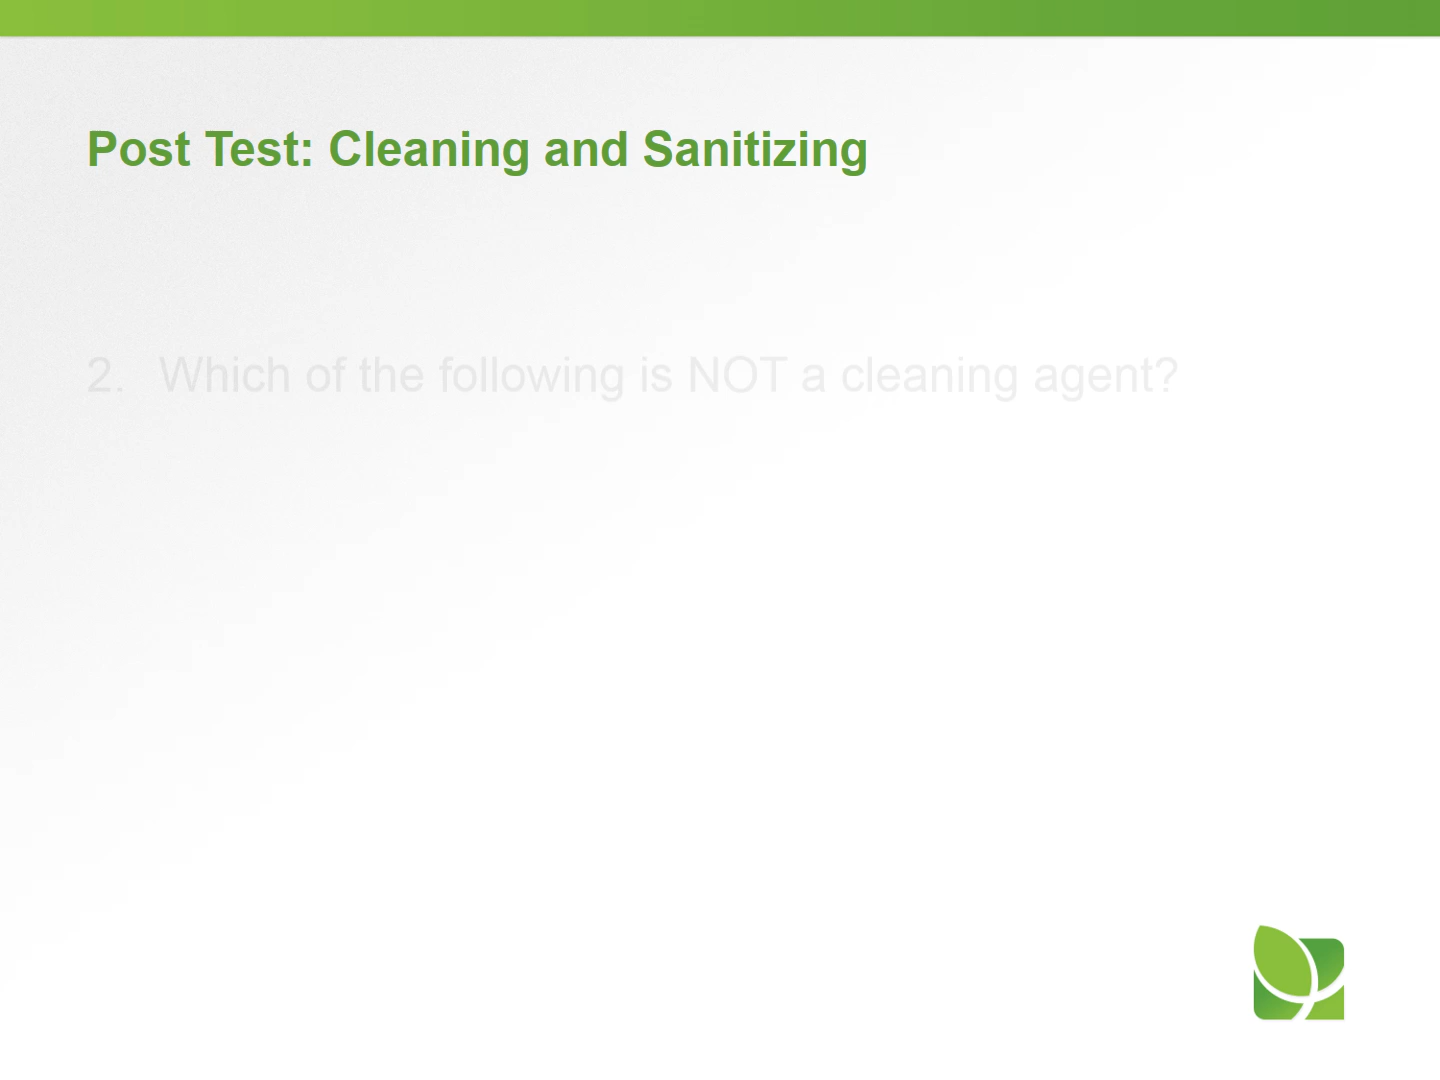 Post Test: Cleaning and Sanitizing
2. Which of the following is NOT a cleaning agent?